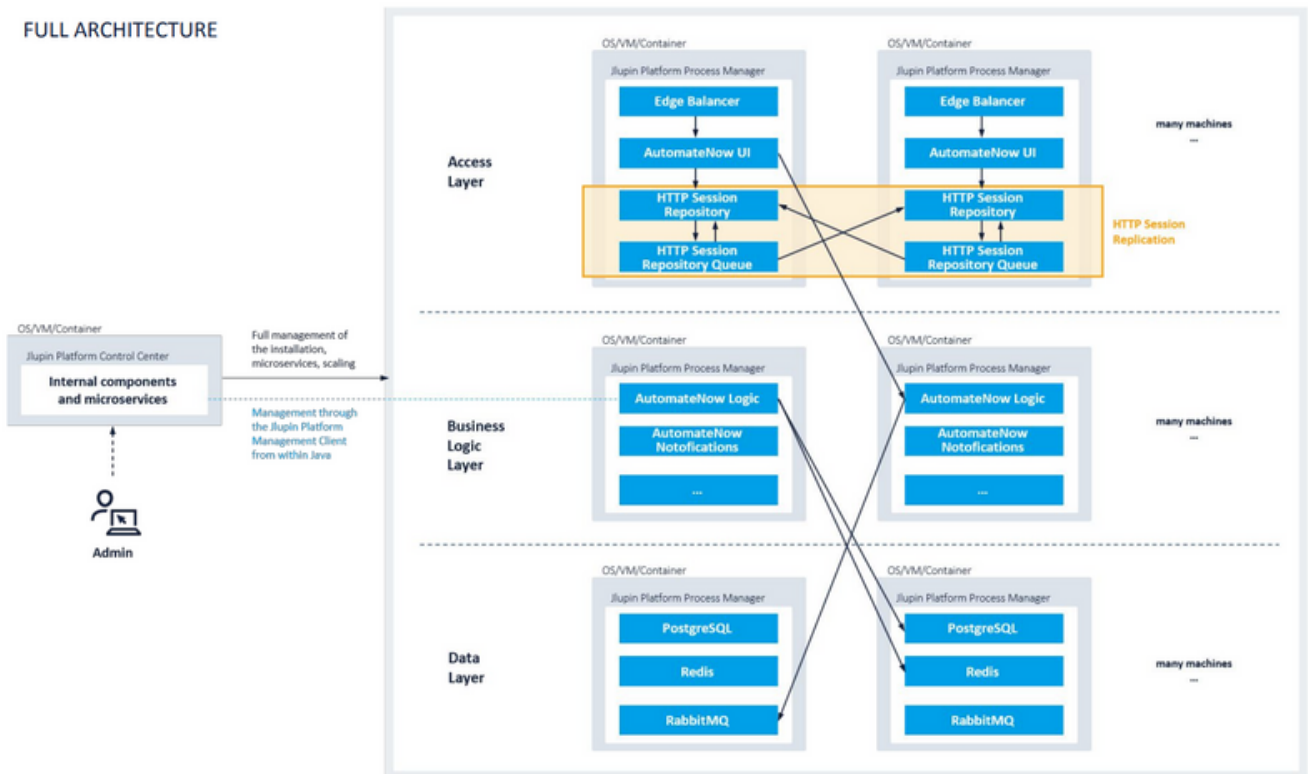 FULL ARCHITECTURE
OS/VM/Container
Jlupin Platform Process Manager
Edge Balancer
AutomateNow UI
HTTP Session
Repository
HTTP Session
Repository Queue
OS/VM/Container
Jlupin Platform Process Manager
Edge Balancer
AutomateNow UI
HTTP Session
Repository
HTTP Session
Repository Queue
many machines
...
Access
Layer
HTTP Session
Replication
OS/VM/Container
Jlupin Platform Control Center
Internal components
and microservices
Admin
Full management of
the installation,
microservices, scaling
Management through
the Jlupin Platform
Management Client
from within Java
Business
Logic
Layer
OS/VM/Container
Jlupin Platform Process Manager
AutomateNow Logic
AutomateNow
Notofications
...
OS/VM/Container
Jlupin Platform Process Manager
AutomateNow Logic
AutomateNow
Notofications
...
many machines
...
Data
Layer
OS/VM/Container
Jlupin Platform Process Manager
PostgreSQL
Redis
RabbitMQ
OS/VM/Container
Jlupin Platform Process Manager
PostgreSQL
Redis
RabbitMQ
many machines
...